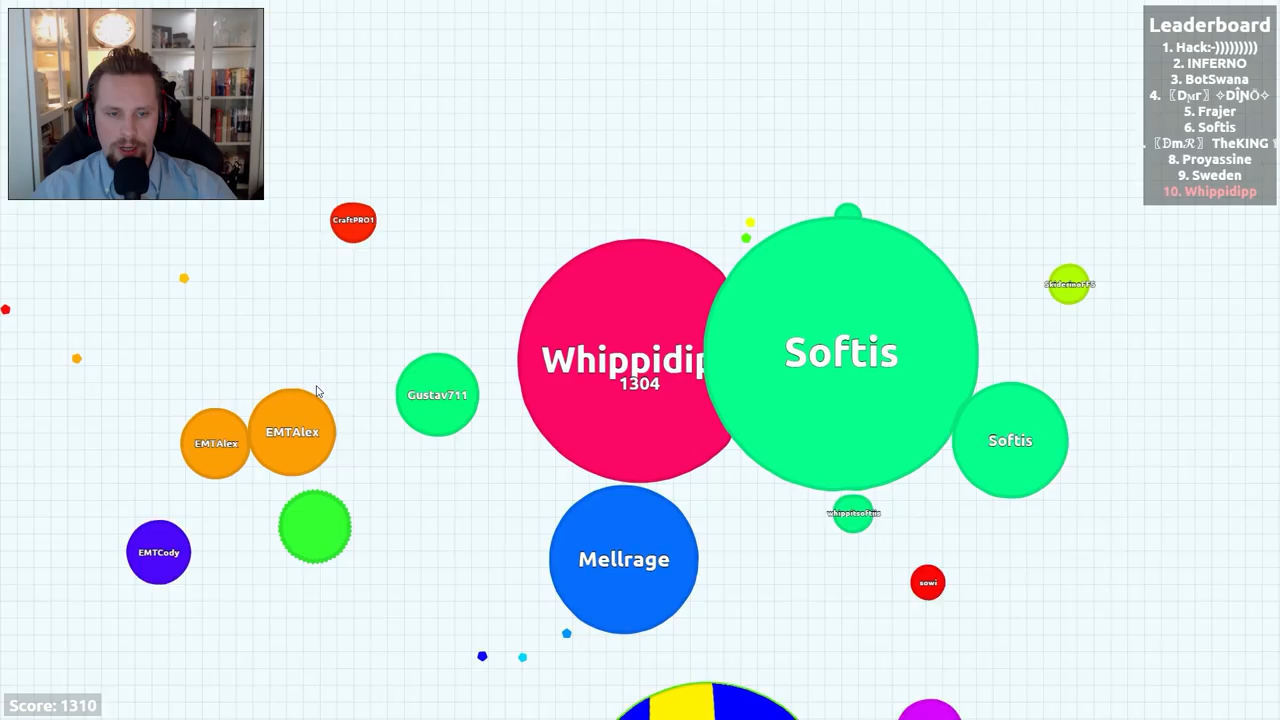 Leaderboard
1. Hack:-)))))))))
2. INFERNO
3. BotSwana
5. Frajer
6. Softis
TheKING
8. Proyassine
9. Sweden
10. Whippidipp
CraftPRO1
Whippidip
1304
Softis
Gustav711
EMTAlex
EMTAlex
Softis
whippitsoftiis
EMTCody
Mellrage
sowi
Score: 1310